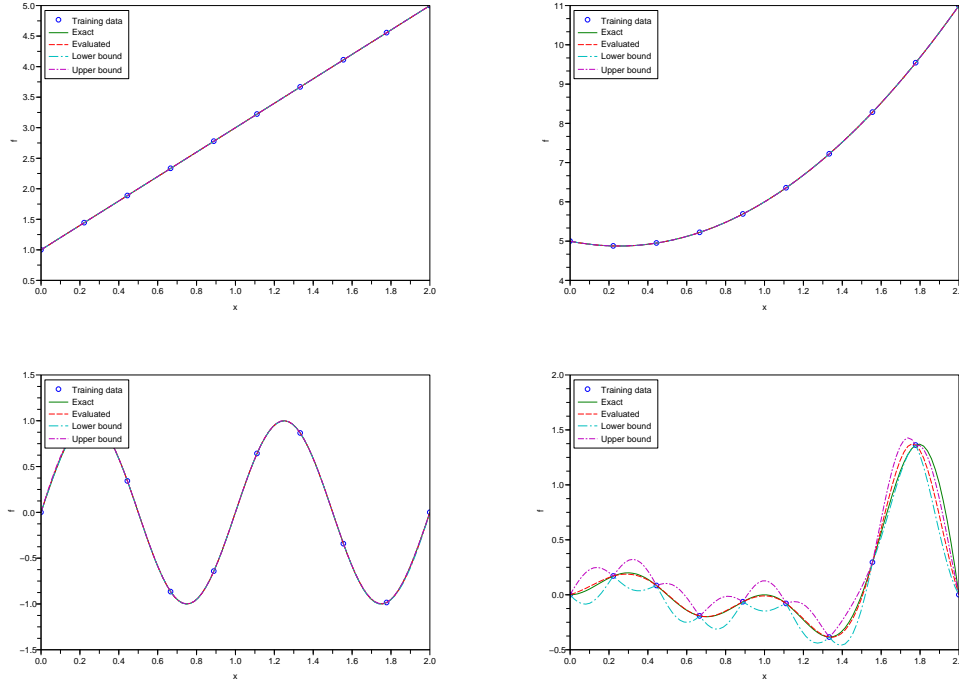 5.0
4.5
4.0
3.5
3.0
2.5
2.0
1.5
1.0
0.5
f
Training data
Exact
Evaluated
Lower bound
Upper bound
0.0 0.2 0.4 0.6 0.8 1.0 1.2 1.4 1.6 1.8 2.0
x
11
10
9
8
7
6
5
4
f
Training data
Exact
Evaluated
Lower bound
Upper bound
0.0 0.2 0.4 0.6 0.8 1.0 1.2 1.4 1.6 1.8 2.
x
1.5
1.0
0.5
0.0
−0.5
−1.0
−1.5
f
Training data
Exact
Evaluated
Lower bound
Upper bound
0.0 0.2 0.4 0.6 0.8 1.0 1.2 1.4 1.6 1.8 2.0
x
2.0
1.5
1.0
0.5
0.0
−0.5
f
Training data
Exact
Evaluated
Lower bound
Upper bound
0.0 0.2 0.4 0.6 0.8 1.0 1.2 1.4 1.6 1.8 2.
x